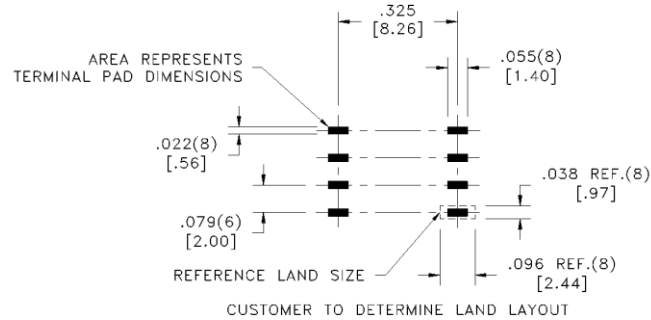 .325
[8.26]
AREA REPRESENTS
TERMINAL PAD DIMENSIONS
.055(8)
[1.40]
.022(8)
[.56]
.038 REF.(8)
[.97]
.079(6)
[2.00]
REFERENCE LAND SIZE
.096 REF.(8)
[2.44]
CUSTOMER TO DETERMINE LAND LAYOUT